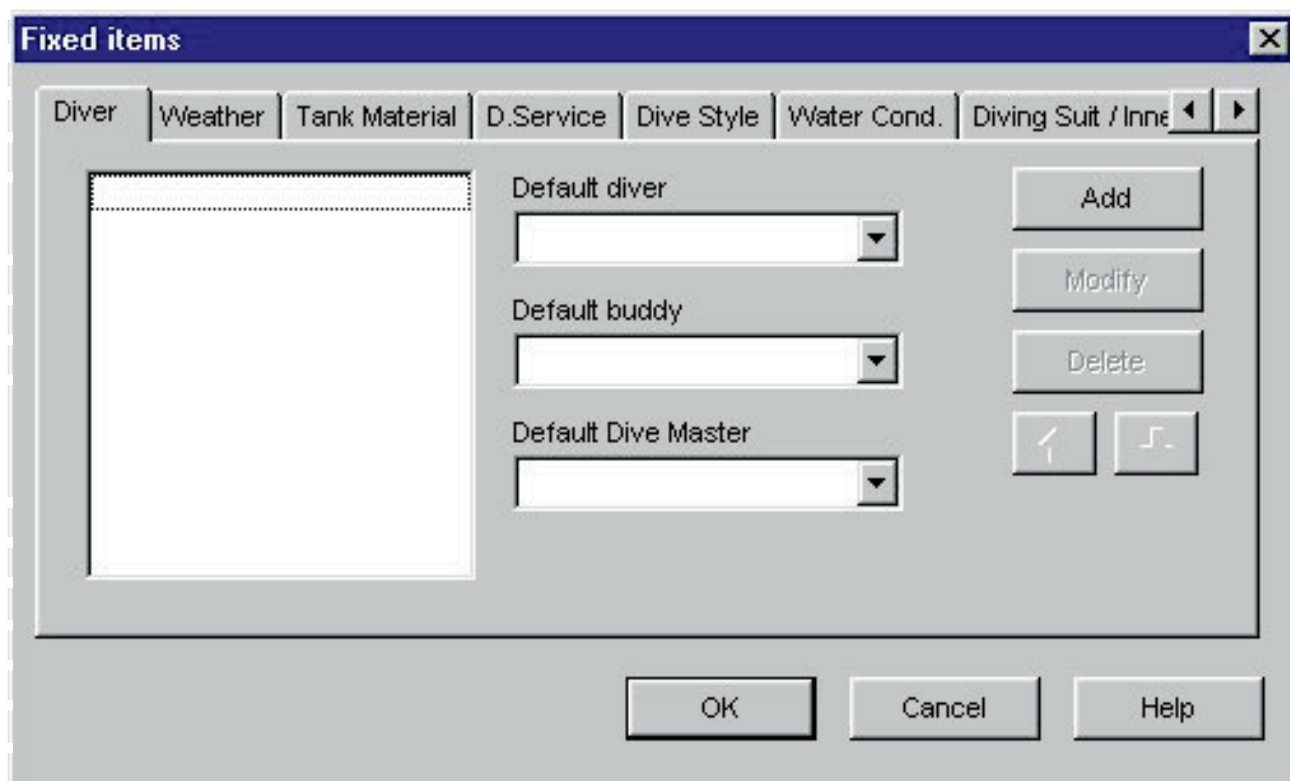 Fixed items
Diver Weather Tank Material D.Service Dive Style Water Cond. Diving Suit / Inne
Default diver
Add
Modify
Default buddy
Delete
Default Dive Master
OK Cancel Help